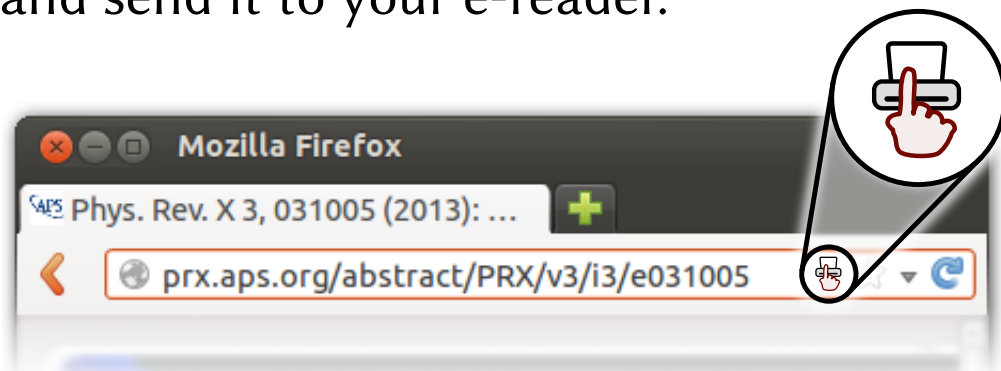 and send it to your e-reader.
Mozilla Firefox
APS Phys. Rev. X 3, 031005 (2013): ...
prx.aps.org/abstract/PRX/v3/i3/e031005